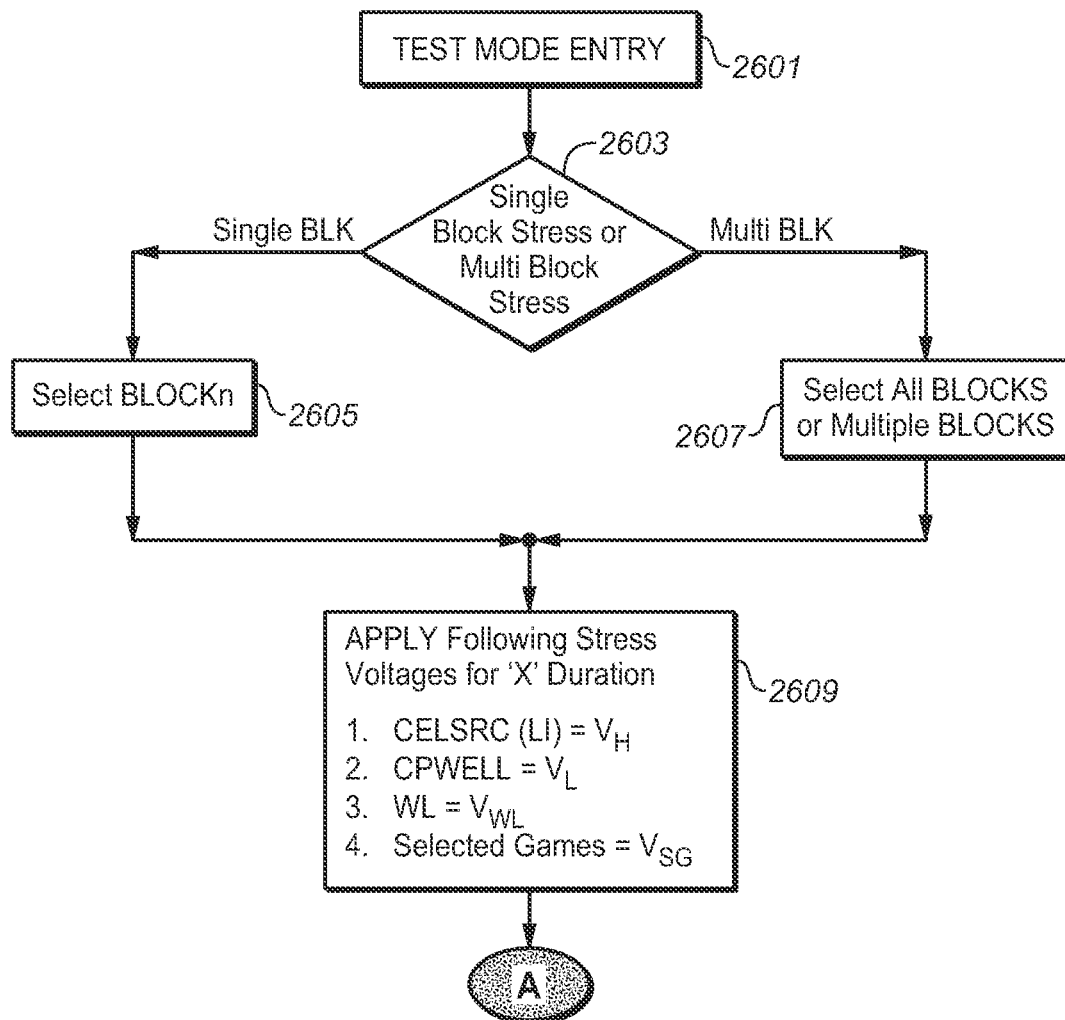 TEST MODE ENTRY
2601
2603
Single
Block Stress or
Multi Block
Stress
Single BLK
Multi BLK
Select BLOCKn
2605
Select All BLOCKS
or Multiple BLOCKS
2607
APPLY Following Stress
Voltages for ‘X’ Duration
1. CELSRC (LI) = V_H
2. CPWELL = V_L
3. WL = V_WL
4. Selected Games = V_SG
2609
A